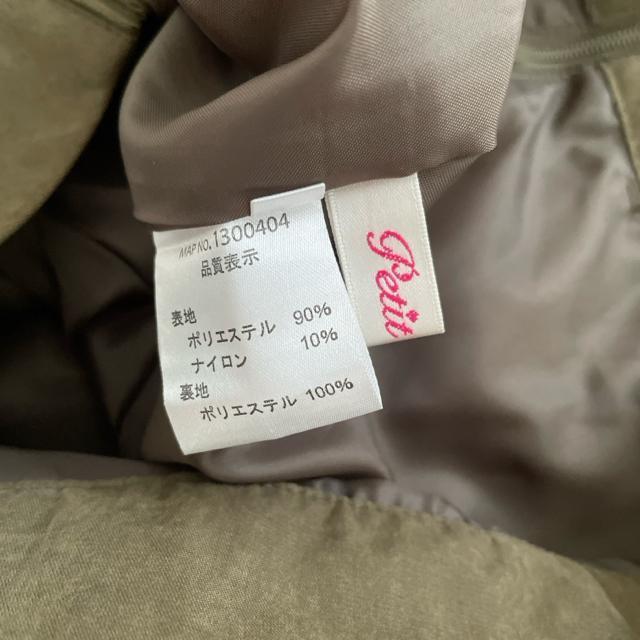 MAP NO. 1300404
品質表示
表地
ポリエステル 90%
ナイロン 10%
裏地
ポリエステル 100%
Petit